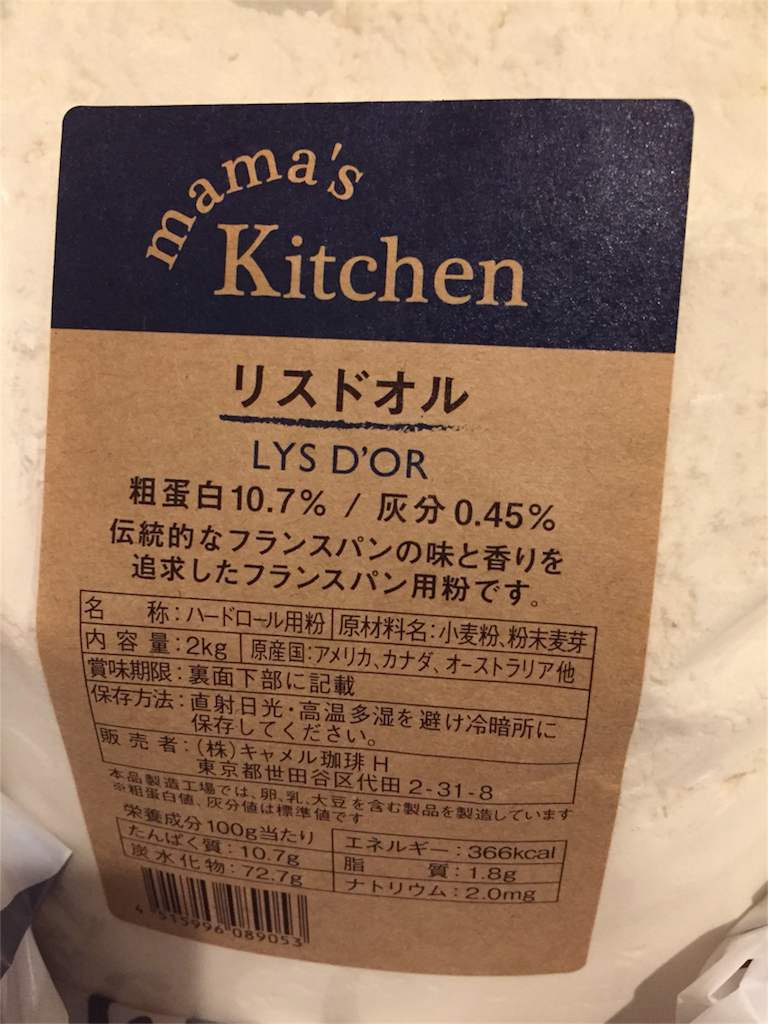 mama's
Kitchen
リスドオル
LYS D'OR
粗蛋白10.7% / 灰分 0.45%
伝統的なフランスパンの味と香りを
追求したフランスパン用粉です。
名 称:ハードロール用粉 原材料名:小麦粉、粉末麦芽
内容量:2kg 原産国:アメリカ、カナダ、オーストラリア他
賞味期限:裏面下部に記載
保存方法:直射日光・高温多湿を避け冷暗所に
保存してください。
販売者:(株)キャメル珈琲 H
東京都世田谷区代田 2-31-8
本品製造工場では、卵、乳、大豆を含む製品を製造しています
※粗蛋白値、灰分値は標準値です
栄養成分100g当たり
たんぱく質:10.7g エネルギー:366kcal
炭水化物:72.7g 脂 質:1.8g
ナトリウム:2.0mg
4 515996 089053